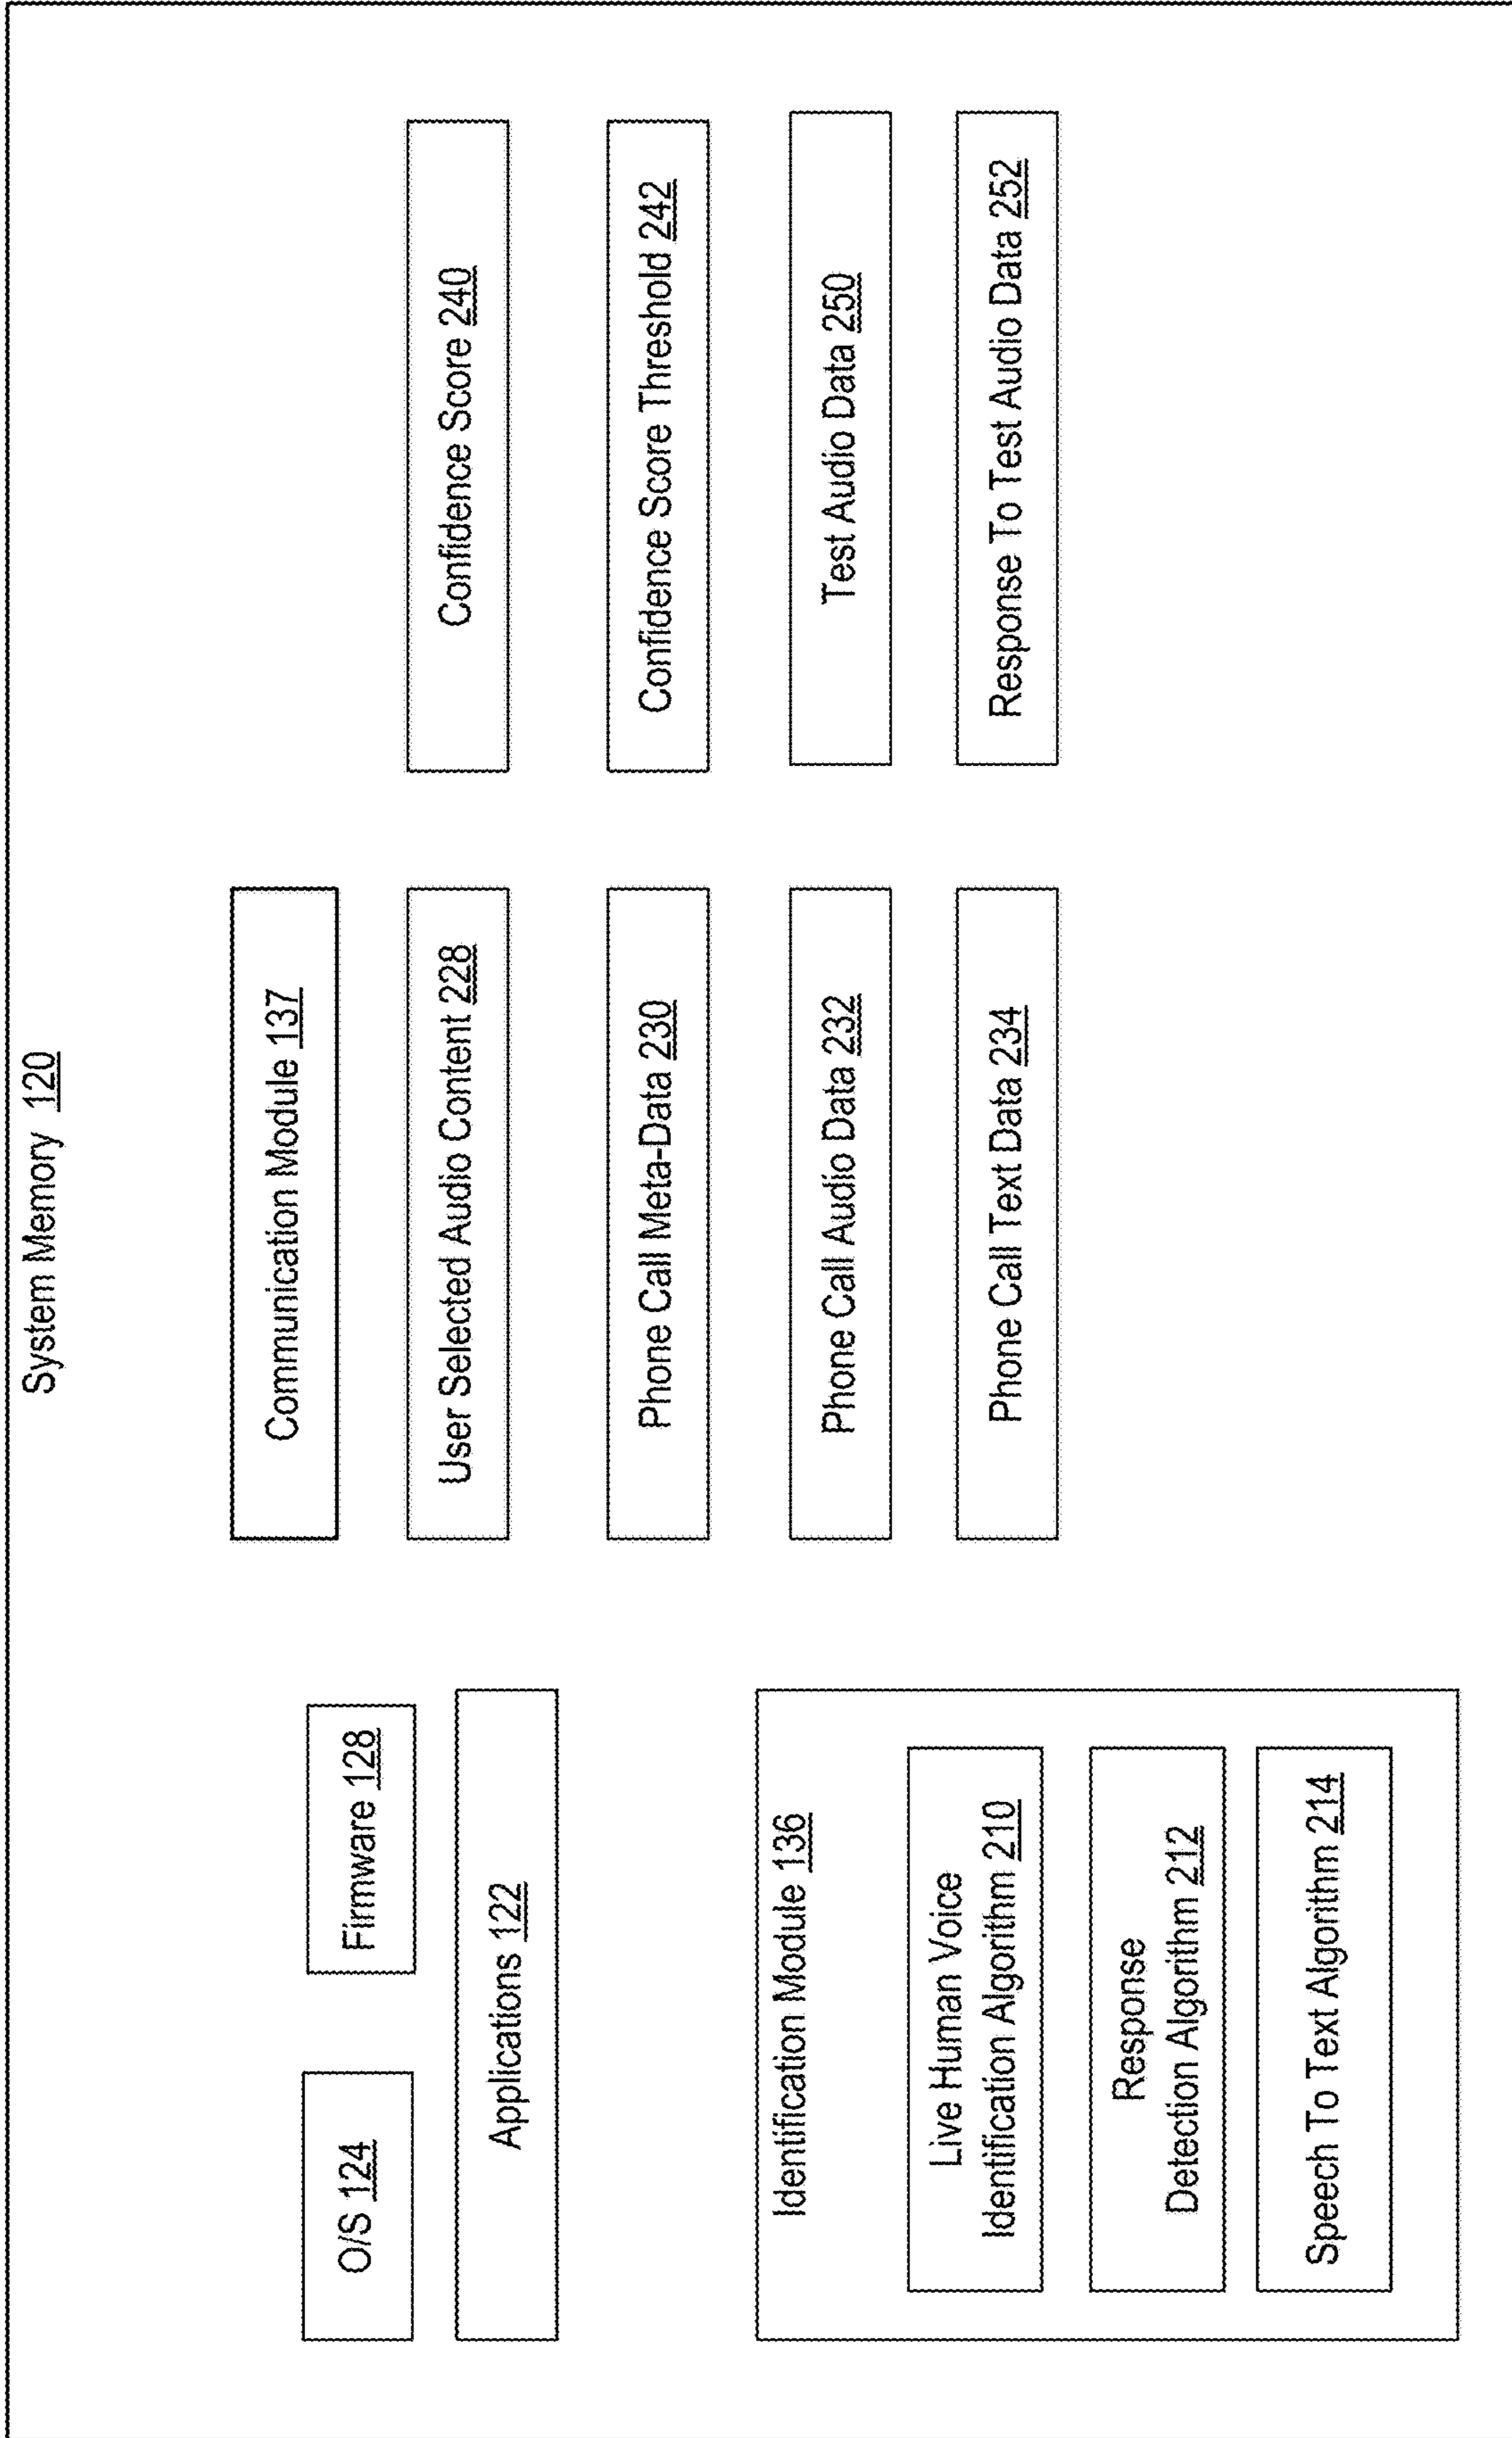 System Memory 120
O/S 124
Firmware 128
Applications 122
Identification Module 136
Live Human Voice
Identification Algorithm 210
Response
Detection Algorithm 212
Speech To Text Algorithm 214
Communication Module 137
User Selected Audio Content 228
Phone Call Meta-Data 230
Phone Call Audio Data 232
Phone Call Text Data 234
Confidence Score 240
Confidence Score Threshold 242
Test Audio Data 250
Response To Test Audio Data 252